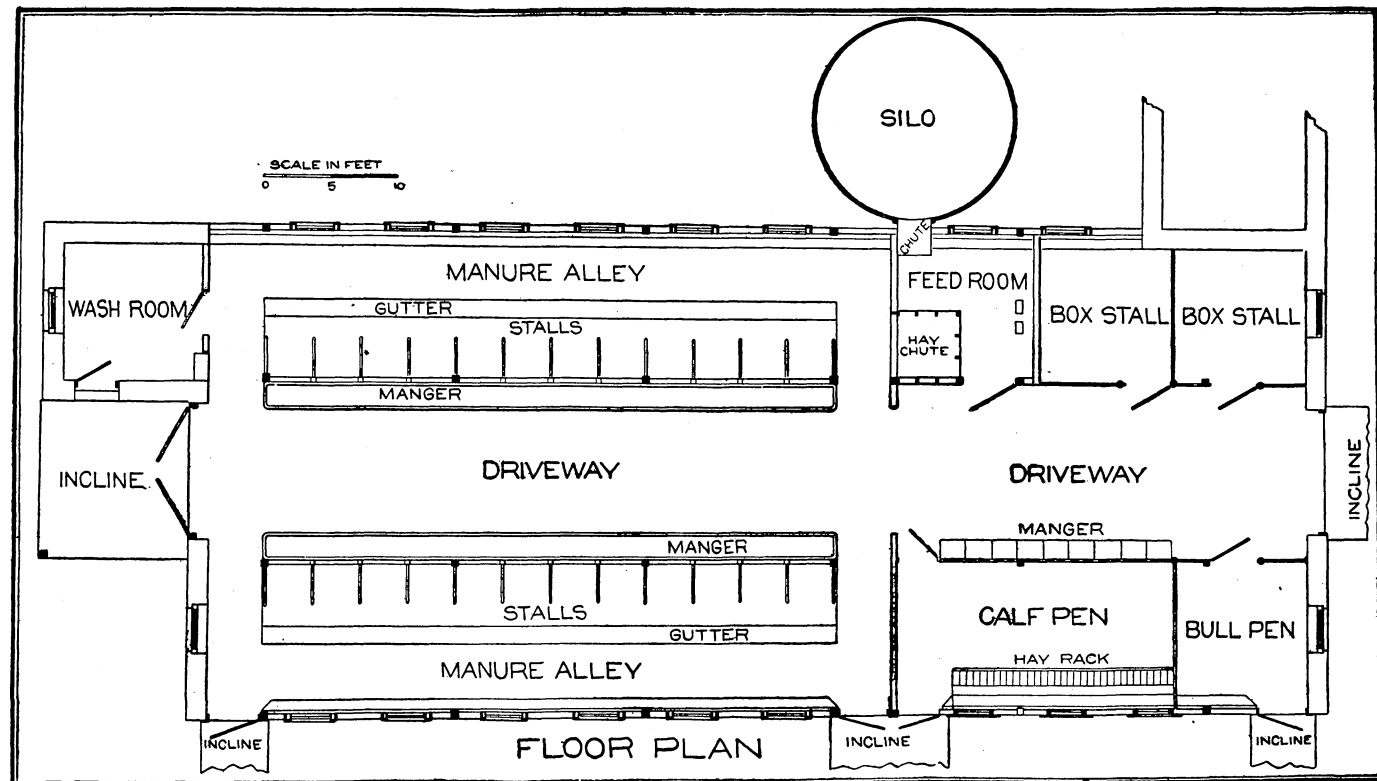 SILO
SCALE IN FEET
0 5 10
CHUTE
MANURE ALLEY
FEED ROOM
WASH ROOM
GUTTER
STALLS
BOX STALL
BOX STALL
HAY
CHUTE
MANGER
INCLINE
DRIVEWAY
DRIVEWAY
INCLINE
MANGER
MANGER
STALLS
CALF PEN
BULL PEN
GUTTER
HAY RACK
MANURE ALLEY
INCLINE
FLOOR PLAN
INCLINE
INCLINE